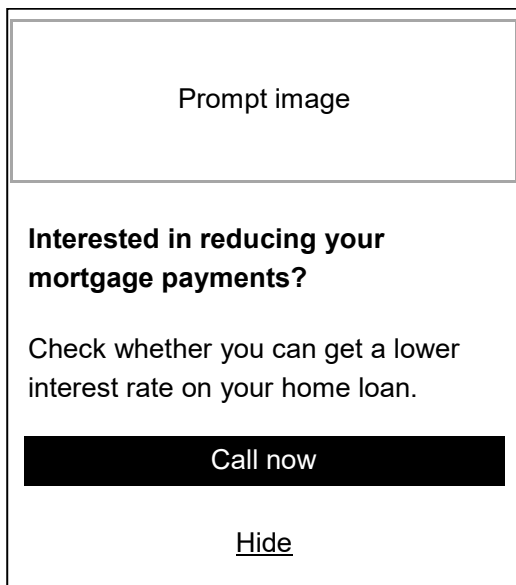 Prompt image
Interested in reducing your
mortgage payments?
Check whether you can get a lower
interest rate on your home loan.
Call now
Hide